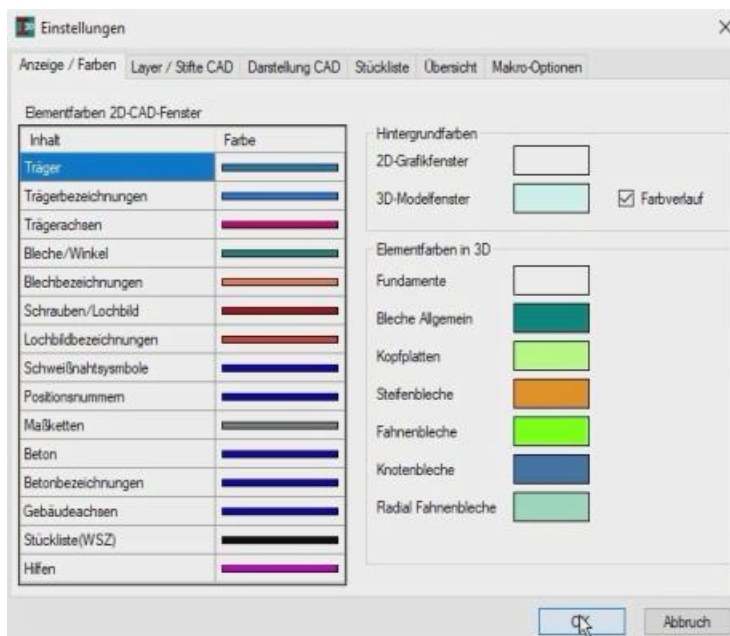 Einstellungen
Anzeige / Farben Layer / Stifte CAD Darstellung CAD Stückliste Übersicht Makro-Optionen
Elementfarben 2D-CAD-Fenster
Inhalt Farbe
Träger
Trägerbezeichnungen
Trägerachsen
Bleche/Winkel
Blechbezeichnungen
Schrauben/Lochbild
Lochbildbezeichnungen
Schweißnahtsysmbole
Positionsnummern
Maßketten
Beton
Betonbezeichnungen
Gebäudeachsen
Stückliste(WSZ)
Hilfen
Hintergrundfarben
2D-Grafikfenster
3D-Modelfenster Farbverlauf
Elementfarben in 3D
Fundamente
Bleche Allgemein
Kopfplatten
Steifenbleche
Fahnenbleche
Knotenbleche
Radial Fahnenbleche
OK Abbruch